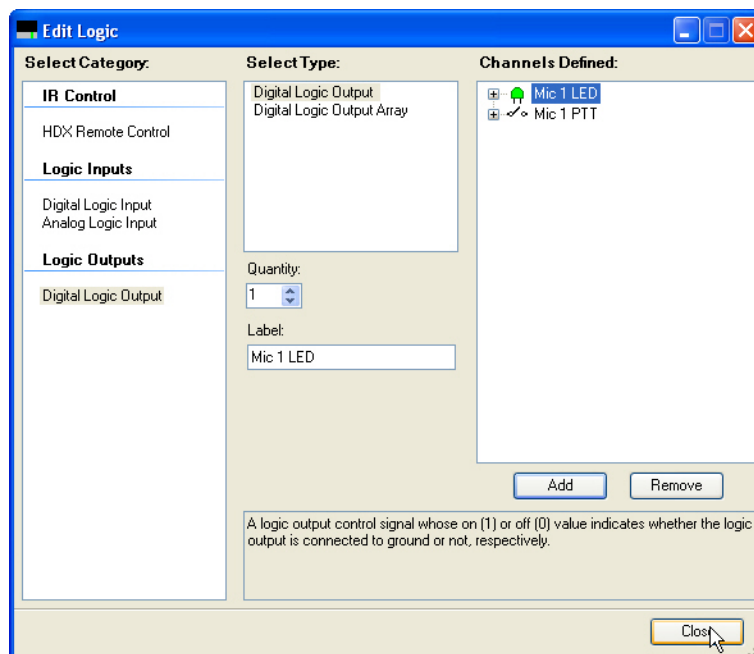 Edit Logic
Select Category:
IR Control
HDX Remote Control
Logic Inputs
Digital Logic Input
Analog Logic Input
Logic Outputs
Digital Logic Output
Select Type:
Digital Logic Output
Digital Logic Output Array
Quantity:
1
Label:
Mic 1 LED
Channels Defined:
Mic 1 LED
Mic 1 PTT
Add
Remove
A logic output control signal whose on (1) or off (0) value indicates whether the logic
output is connected to ground or not, respectively.
Close